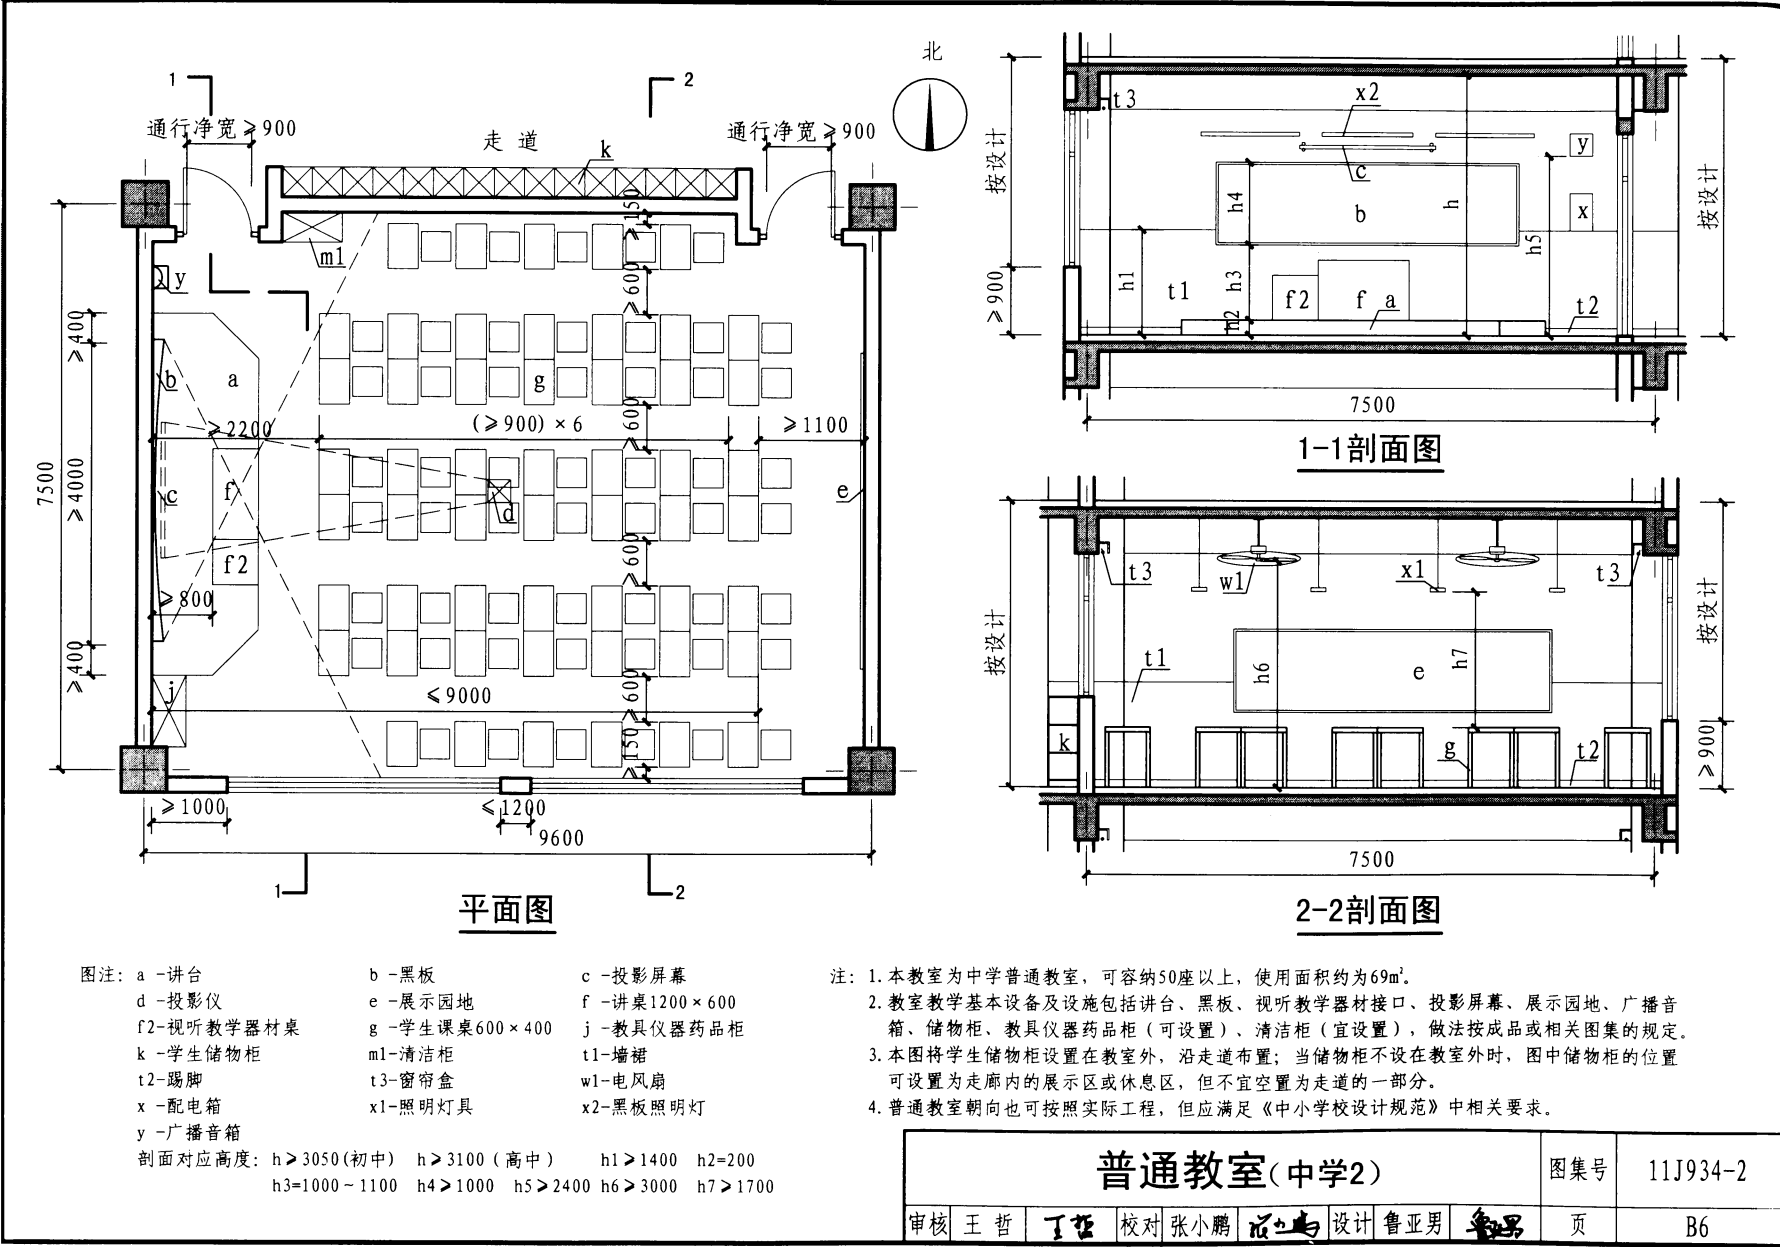 1
2
北
通行净宽≥900
走道
通行净宽≥900
k
m1
y
150
≥600
≥400
b
a
g
≥600
≥2200
(≥900)×6
≥1100
7500
≥4000
c
f
d
e
f2
≥600
≥800
≥400
j
≤9000
≥600
≥150
≥1000
≤1200
9600
1
2
平面图
t3
x2
按设计
y
c
h4
b
h
x
h5
按设计
≥900
h1
t1
h3
f2
f
a
h2
t2
7500
1-1剖面图
t3
w1
x1
t3
按设计
按设计
t1
h6
h7
e
k
g
t2
≥900
7500
2-2剖面图
图注: a -讲台 b -黑板 c -投影屏幕
d -投影仪 e -展示园地 f -讲桌1200×600
f2-视听教学器材桌 g -学生课桌600×400 j -教具仪器药品柜
k -学生储物柜 m1-清洁柜 t1-墙裙
t2-踢脚 t3-窗帘盒 w1-电风扇
x -配电箱 x1-照明灯具 x2-黑板照明灯
y -广播音箱
剖面对应高度: h≥3050(初中) h≥3100(高中) h1≥1400 h2=200
h3=1000~1100 h4≥1000 h5≥2400 h6≥3000 h7≥1700
注: 1.本教室为中学普通教室，可容纳50座以上，使用面积约为69㎡。
2.教室教学基本设备及设施包括讲台、黑板、视听教学器材接口、投影屏幕、展示园地、广播音
箱、储物柜、教具仪器药品柜(可设置)、清洁柜(宜设置)，做法按成品或相关图集的规定。
3.本图将学生储物柜设置在教室外，沿走道布置；当储物柜不设在教室外时，图中储物柜的位置
可设置为走廊内的展示区或休息区，但不宜空置为走道的一部分。
4.普通教室朝向也可按照实际工程，但应满足《中小学校设计规范》中相关要求。
普通教室(中学2) 图集号 11J934-2
审核 王哲 王哲 校对 张小鹏 设计 鲁亚男 页 B6